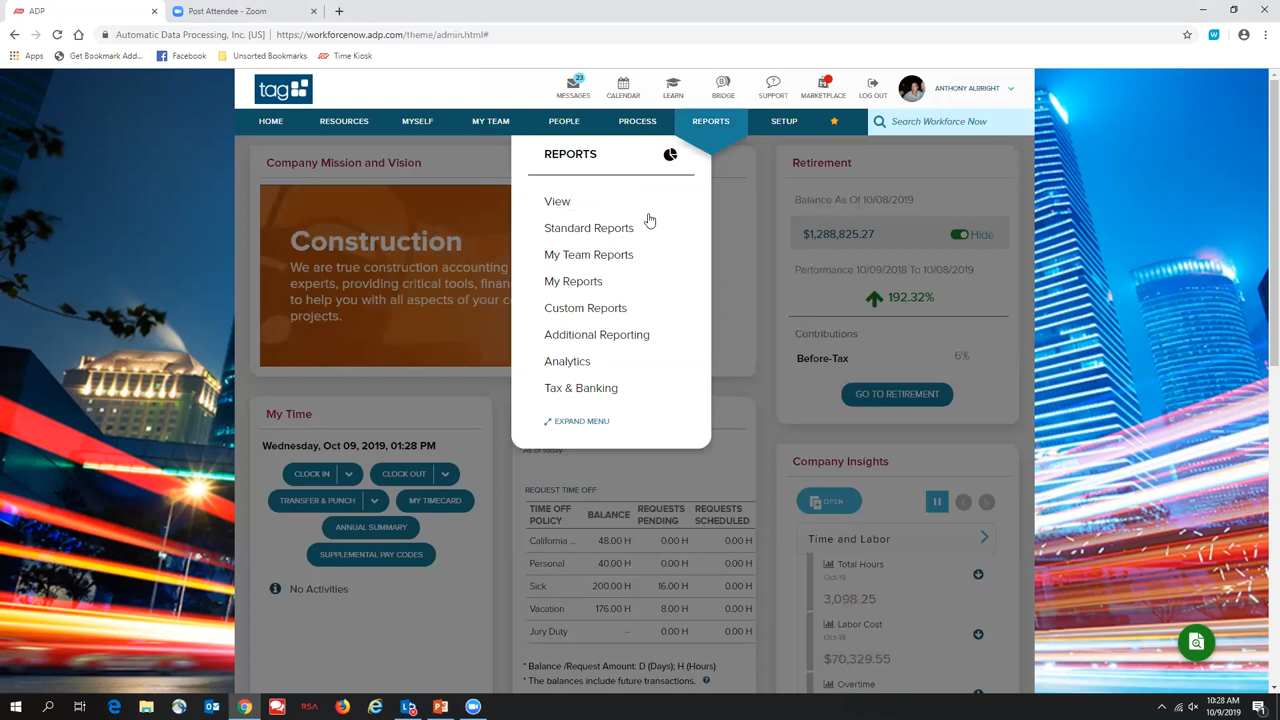 ADP
Post Attendee - Zoom
Automatic Data Processing, Inc. [US]
https://workforcenow.adp.com/theme/admin.html#
Apps
Get Bookmark Add...
Facebook
Unsorted Bookmarks
Time Kiosk
tag
23
MESSAGES
CALENDAR
LEARN
BRIDGE
SUPPORT
MARKETPLACE
LOG OUT
ANTHONY ALBRIGHT
HOME
RESOURCES
MYSELF
MY TEAM
PEOPLE
PROCESS
REPORTS
SETUP
Search Workforce Now
Company Mission and Vision
Construction
We are true construction accounting
experts, providing critical tools, finan
to help you with all aspects of your c
projects.
REPORTS
View
Standard Reports
My Team Reports
My Reports
Custom Reports
Additional Reporting
Analytics
Tax & Banking
EXPAND MENU
Retirement
Balance As Of 10/08/2019
$1,288,825.27
Hide
Performance 10/09/2018 To 10/08/2019
192.32%
Contributions
Before-Tax
6%
GO TO RETIREMENT
My Time
Wednesday, Oct 09, 2019, 01:28 PM
CLOCK IN
CLOCK OUT
TRANSFER & PUNCH
MY TIMECARD
ANNUAL SUMMARY
SUPPLEMENTAL PAY CODES
No Activities
As of today
REQUEST TIME OFF
TIME OFF POLICY BALANCE REQUESTS PENDING REQUESTS SCHEDULED
California ... 48.00 H 0.00 H 0.00 H
Personal 40.00 H 0.00 H 0.00 H
Sick 200.00 H 16.00 H 0.00 H
Vacation 176.00 H 8.00 H 0.00 H
Jury Duty -- 0.00 H 0.00 H
* Balance /Request Amount: D (Days); H (Hours)
* The balances include future transactions.
Company Insights
OPEN
Time and Labor
Total Hours
Oct-19
3,098.25
Labor Cost
Oct-19
$70,329.55
Overtime
RSA
10:28 AM
10/9/2019